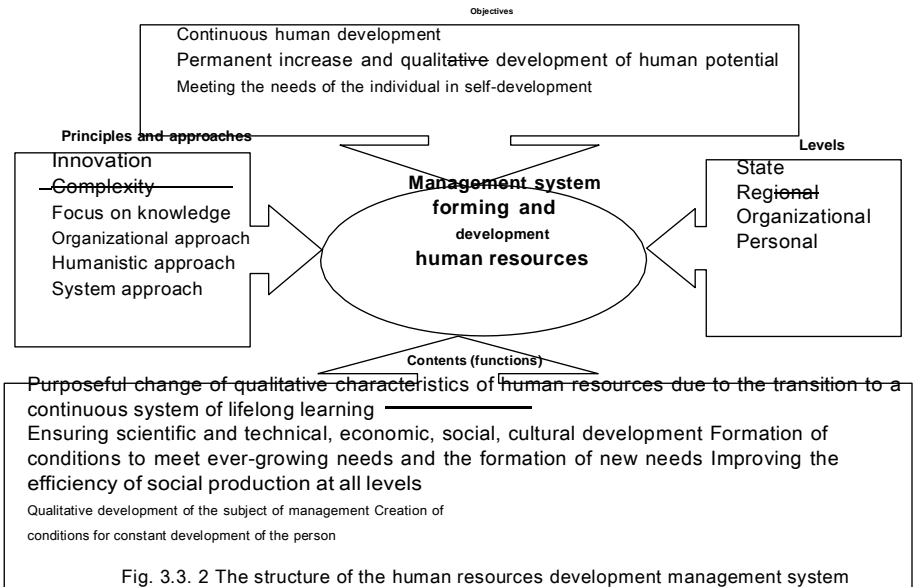 Objectives
Continuous human development
Permanent increase and qualitative development of human potential
Meeting the needs of the individual in self-development
Principles and approaches
Innovation
Complexity
Focus on knowledge
Organizational approach
Humanistic approach
System approach
Management system
forming and
development
human resources
Levels
State
Regional
Organizational
Personal
Contents (functions)
Purposeful change of qualitative characteristics of human resources due to the transition to a
continuous system of lifelong learning
Ensuring scientific and technical, economic, social, cultural development Formation of
conditions to meet ever-growing needs and the formation of new needs Improving the
efficiency of social production at all levels
Qualitative development of the subject of management Creation of
conditions for constant development of the person
Fig. 3.3. 2 The structure of the human resources development management system